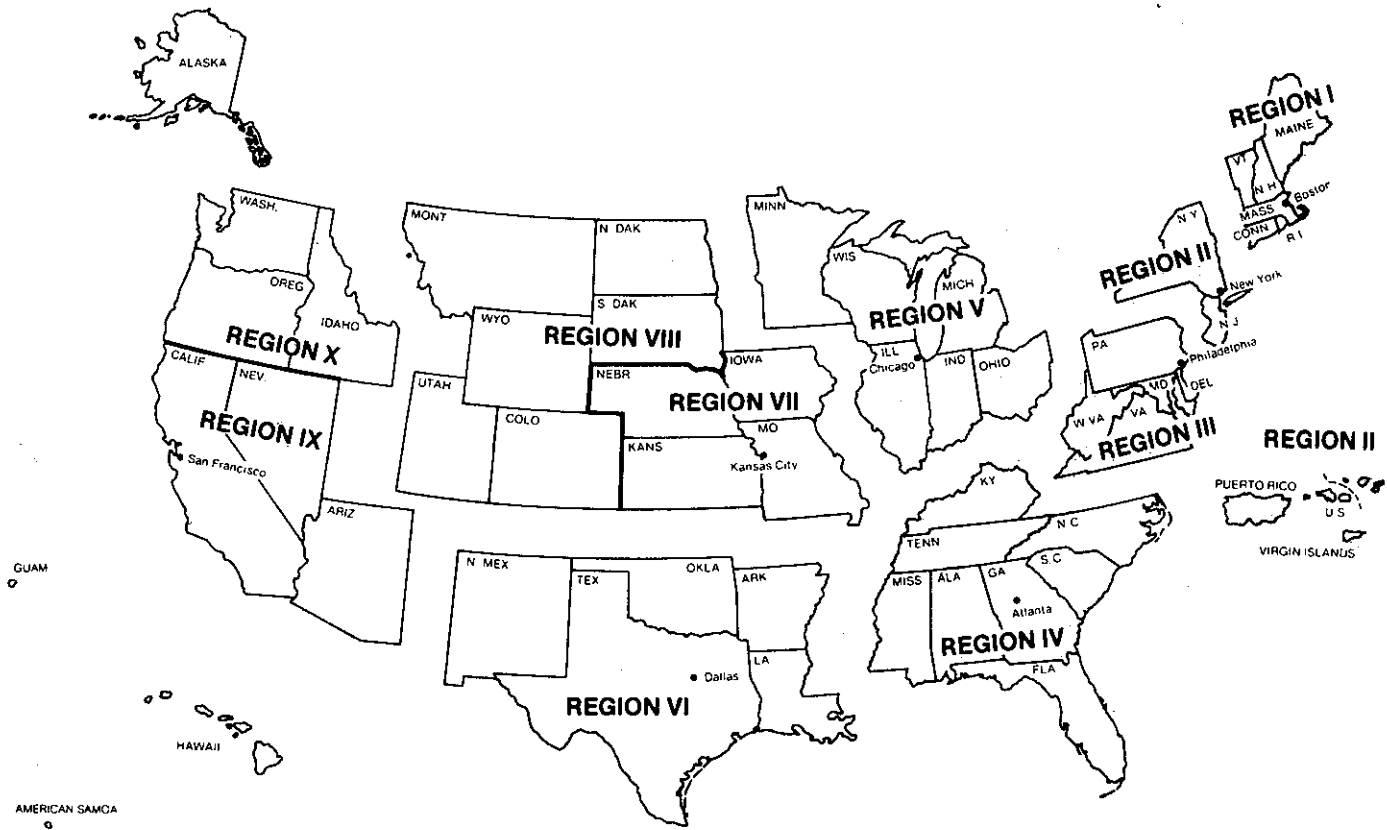 ALASKA
REGION I
MAINE
VT
N H
Boston
MASS
CONN
R I
WASH.
MONT
N DAK
MINN
WIS
MICH
N Y
REGION II
New York
N J
OREG
IDAHO
REGION X
WYO
S DAK
REGION VIII
REGION V
PA
Philadelphia
CALIF
NEV.
UTAH
NEBR
IOWA
ILL
Chicago
IND
OHIO
MD
DEL
REGION IX
COLO
REGION VII
W VA
VA
REGION III
REGION II
San Francisco
KANS
MO
Kansas City
KY
PUERTO RICO
U S
VIRGIN ISLANDS
ARIZ
TENN
N C
GUAM
N MEX
TEX
OKLA
ARK
MISS
ALA
GA
S C
Atlanta
REGION IV
LA
FLA
Dallas
REGION VI
HAWAII
AMERICAN SAMOA